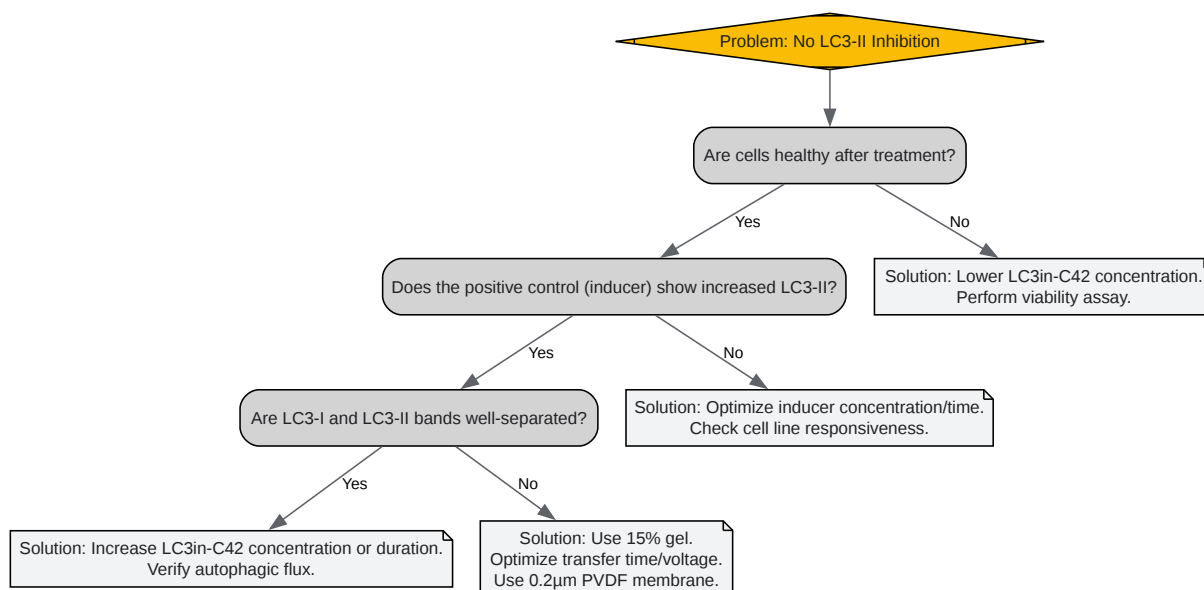 Problem: No LC3-II Inhibition
Are cells healthy after treatment?
Yes
No
Does the positive control (inducer) show increased LC3-II?
Solution: Lower LC3in-C42 concentration.
Perform viability assay.
Yes
No
Are LC3-I and LC3-II bands well-separated?
Solution: Optimize inducer concentration/time.
Check cell line responsiveness.
Yes
No
Solution: Increase LC3in-C42 concentration or duration.
Verify autophagic flux.
Solution: Use 15% gel.
Optimize transfer time/voltage.
Use 0.2µm PVDF membrane.